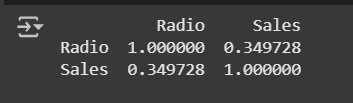 Radio Sales
Radio 1.000000 0.349728
Sales 0.349728 1.000000